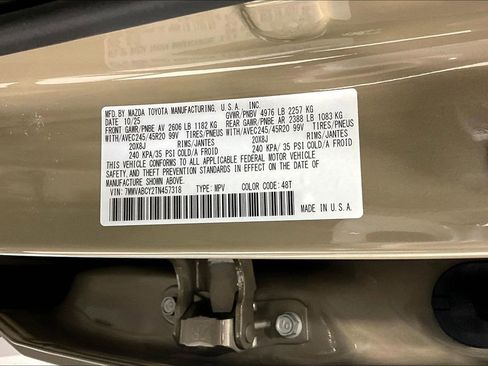 MFD. BY MAZDA TOYOTA MANUFACTURING, U.S.A., INC.
DATE 10/25 GVWR/PNBV 4976 LB 2257 KG
FRONT GAWR/PNBE AV 2606 LB 1182 KG REAR GAWR/PNBE AR 2388 LB 1083 KG
WITH/AVEC245/45R20 99V TIRES/PNEUS WITH/AVEC245/45R20 99V TIRES/PNEUS
20X8J RIMS/JANTES 20X8J RIMS/JANTES
240 KPA/35 PSI COLD/A FROID 240 KPA/35 PSI COLD/A FROID
THIS VEHICLE CONFORMS TO ALL APPLICABLE FEDERAL MOTOR VEHICLE
SAFETY, AND THEFT PREVENTION STANDARDS IN EFFECT ON THE DATE OF
MANUFACTURE SHOWN ABOVE.
VIN: 7MMVABCY2TN457318 TYPE: MPV COLOR CODE: 48T
MADE IN U.S.A.